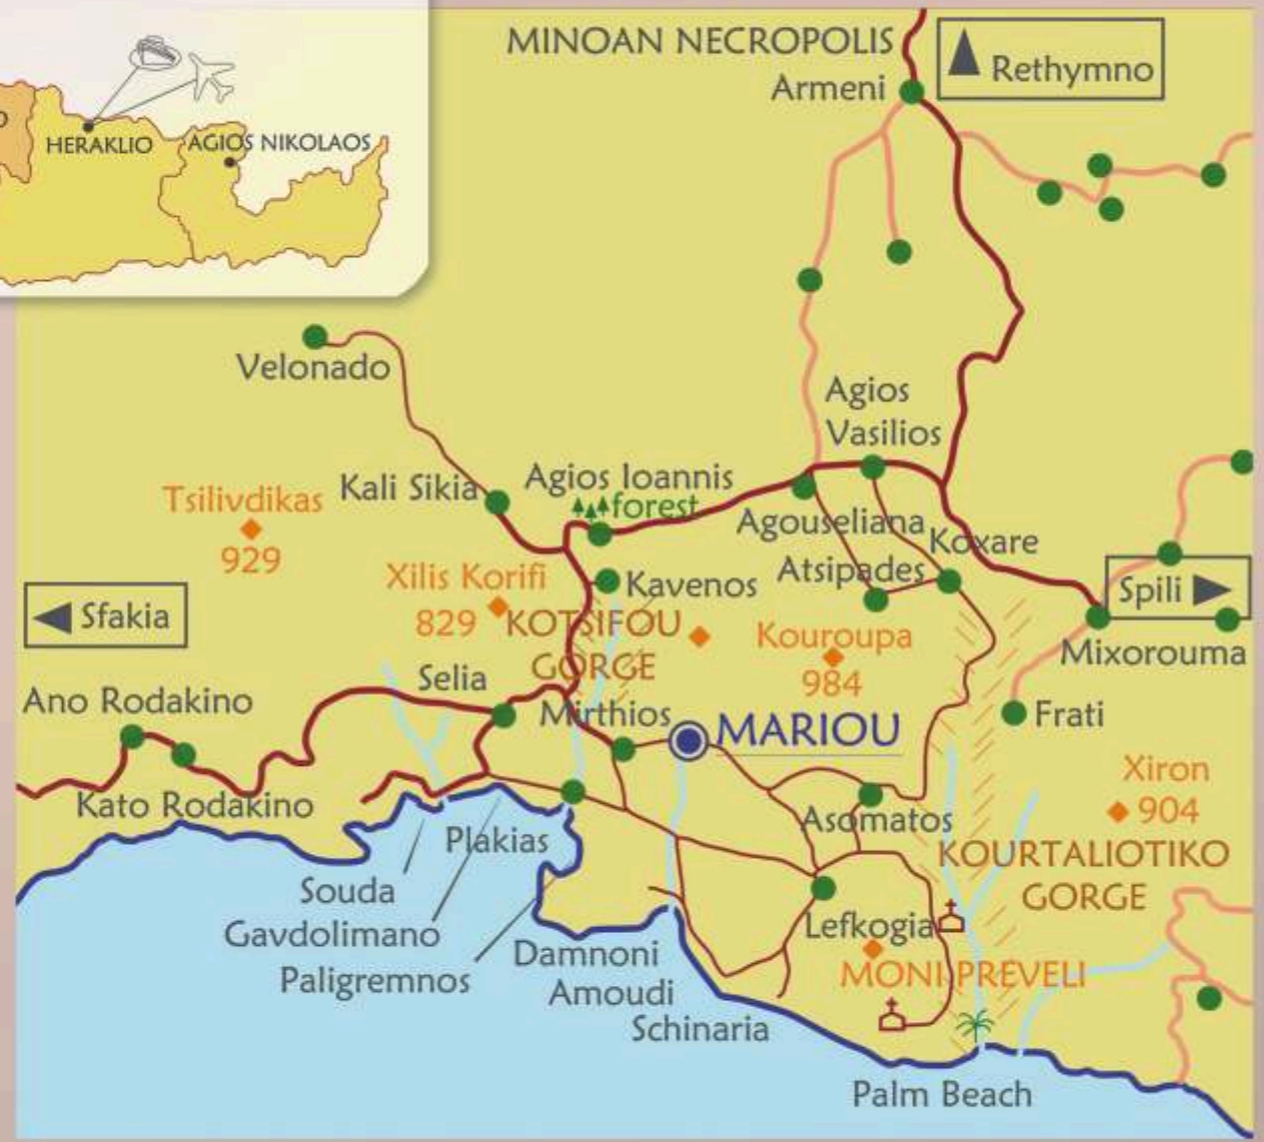 MINOAN NECROPOLIS
Armeni
Rethymno
HERAKLIO
AGIOS NIKOLAOS
Velonado
Agios
Vasilios
Kali Sikia
Agios Ioannis
forest
Tsilivdikas
929
Agouseliana
Koxare
Xilis Korifi
829
Kavenos
Atsipades
Spili
Sfakia
KOTSIFOU
GORGE
Kouroupa
984
Mixorouma
Selia
Ano Rodakino
Mirthios
MARIOU
Frati
Xiron
904
Kato Rodakino
Plakias
Asomatos
KOURTALIOTIKO
GORGE
Souda
Gavdolimano
Paligremnos
Lefkogia
Damnoni
Amoudi
Schinaria
MONI PREVELI
Palm Beach